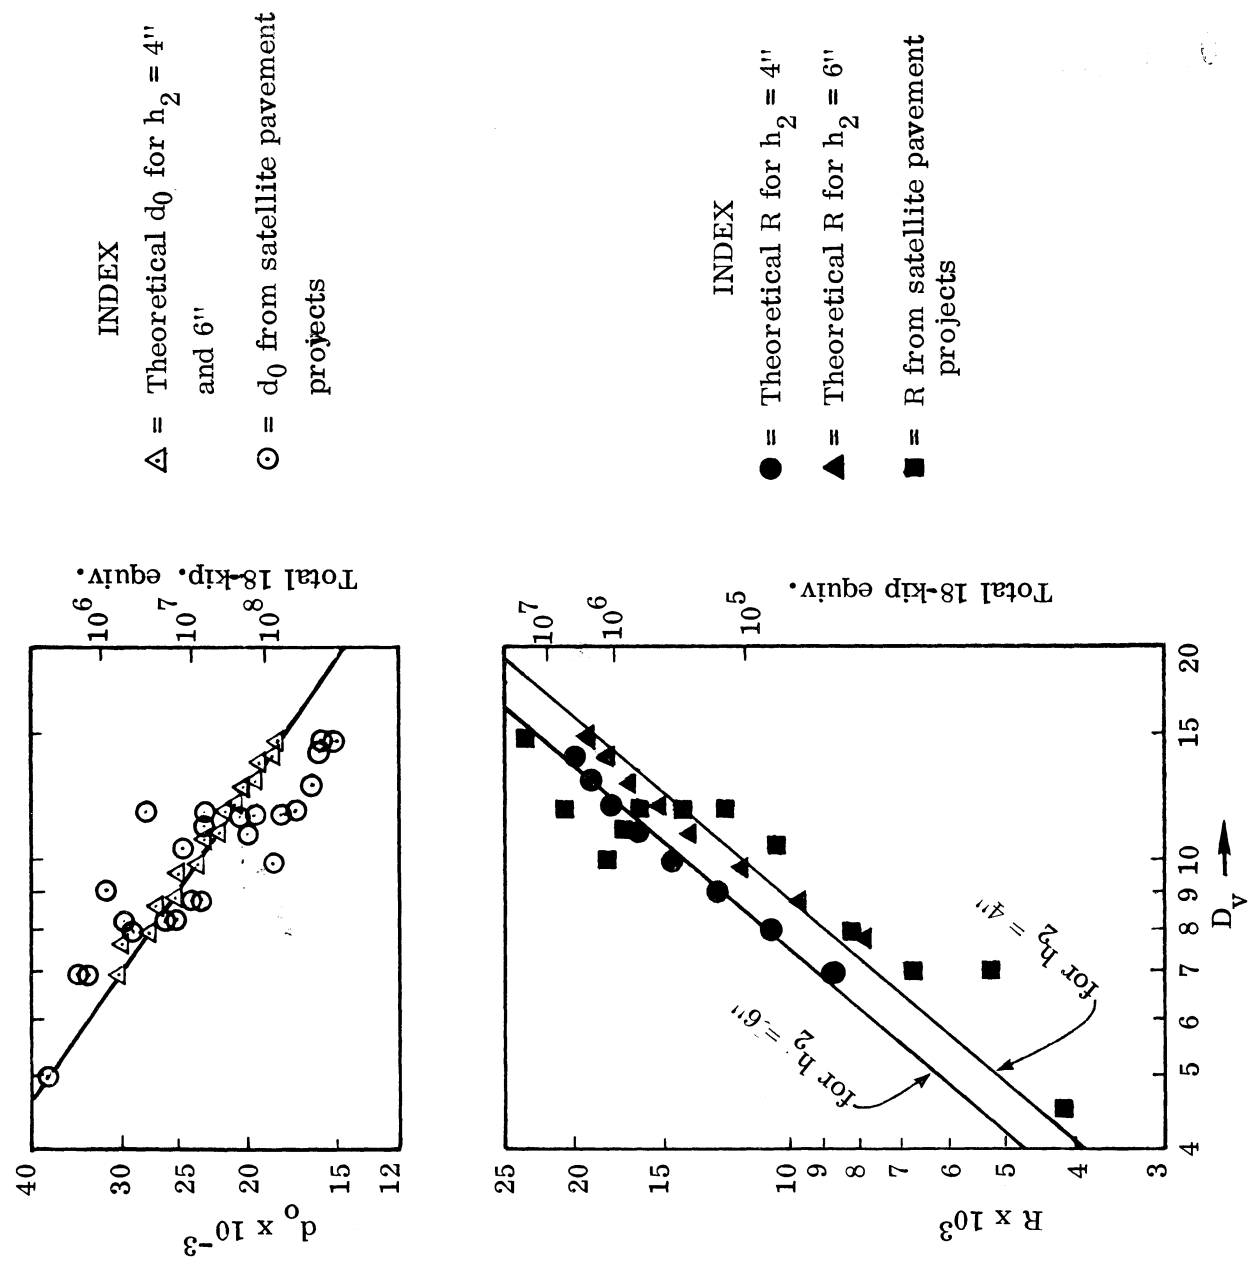 INDEX
= Theoretical d0 for h2 = 4"
and 6"
= d0 from satellite pavement
proyects
Total 18-kip. equiv.
10^6
10^7
10^8
40
30
25
20
15
12
do x 10^-3
INDEX
= Theoretical R for h2 = 4"
= Theoretical R for h2 = 6"
= R from satellite pavement
projects
Total 18-kip equiv.
10^7
10^6
10^5
25
20
15
10
9
8
7
6
5
4
3
R x 10^3
4
5
6
7
8
9
10
15
20
Dv
for h2 = 6"
for h2 = 4"